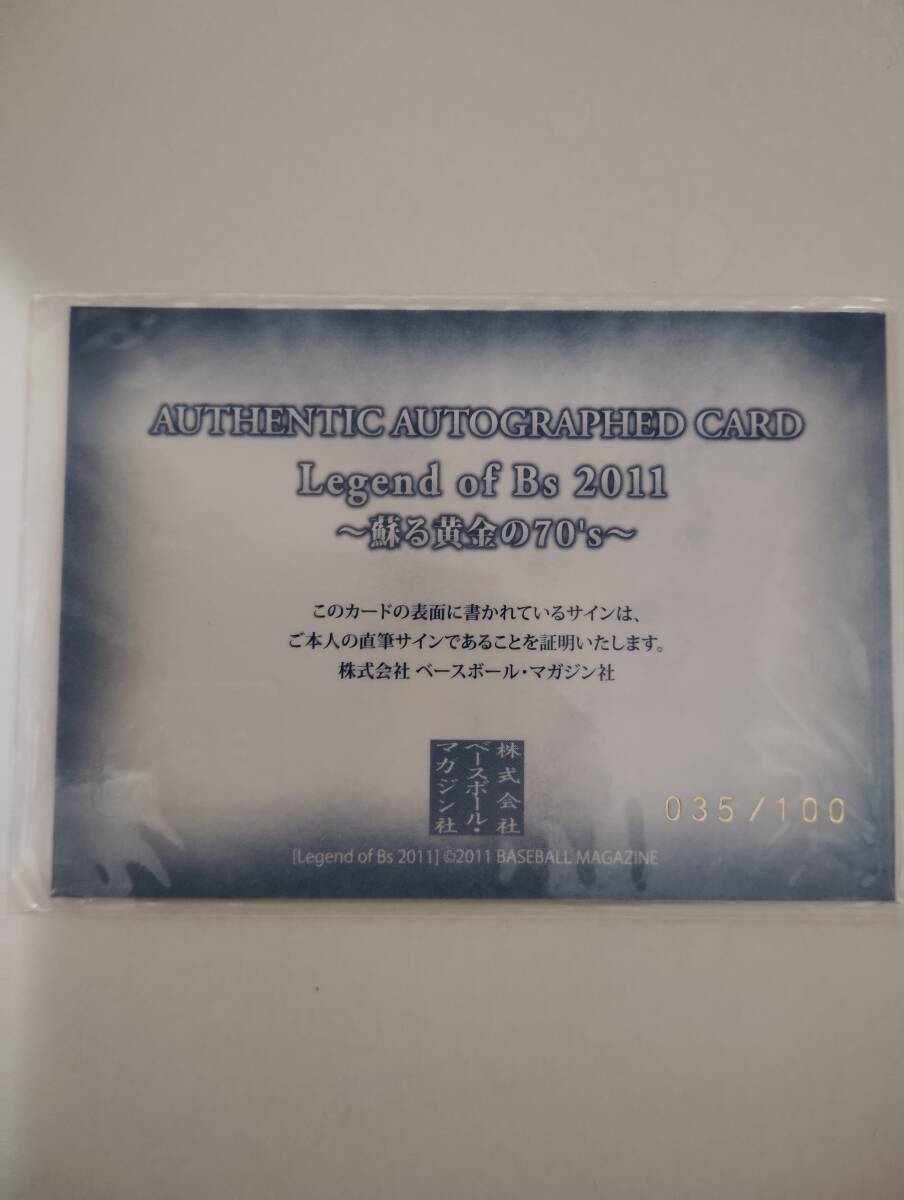 AUTHENTIC AUTOGRAPHED CARD
Legend of Bs 2011
～蘇る黄金の70's～
このカードの表面に書かれているサインは、
ご本人の直筆サインであることを証明いたします。
株式会社 ベースボール・マガジン社
株式会社
ベースボール・
マガジン社
035/100
[Legend of Bs 2011] ©2011 BASEBALL MAGAZINE